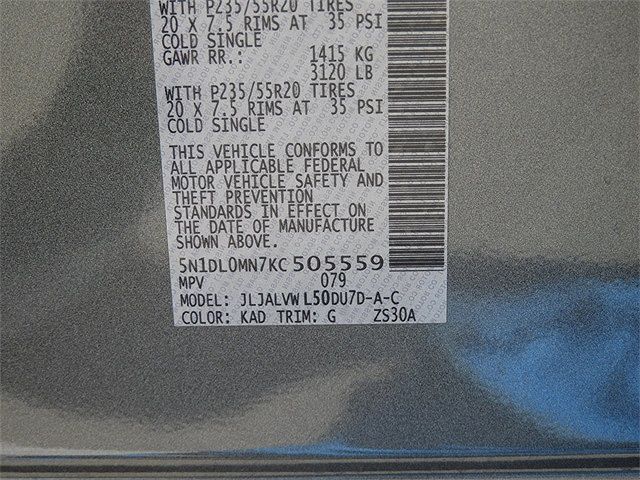 WITH P235/55R20 TIRES
20 X 7.5 RIMS AT 35 PSI
COLD SINGLE
GAWR RR.: 1415 KG
3120 LB
WITH P235/55R20 TIRES
20 X 7.5 RIMS AT 35 PSI
COLD SINGLE
THIS VEHICLE CONFORMS TO
ALL APPLICABLE FEDERAL
MOTOR VEHICLE SAFETY AND
THEFT PREVENTION
STANDARDS IN EFFECT ON
THE DATE OF MANUFACTURE
SHOWN ABOVE.
5N1DL0MN7KC505559
MPV 079
MODEL: JLJALVWL50DU7D-A-C
COLOR: KAD TRIM: G ZS30A